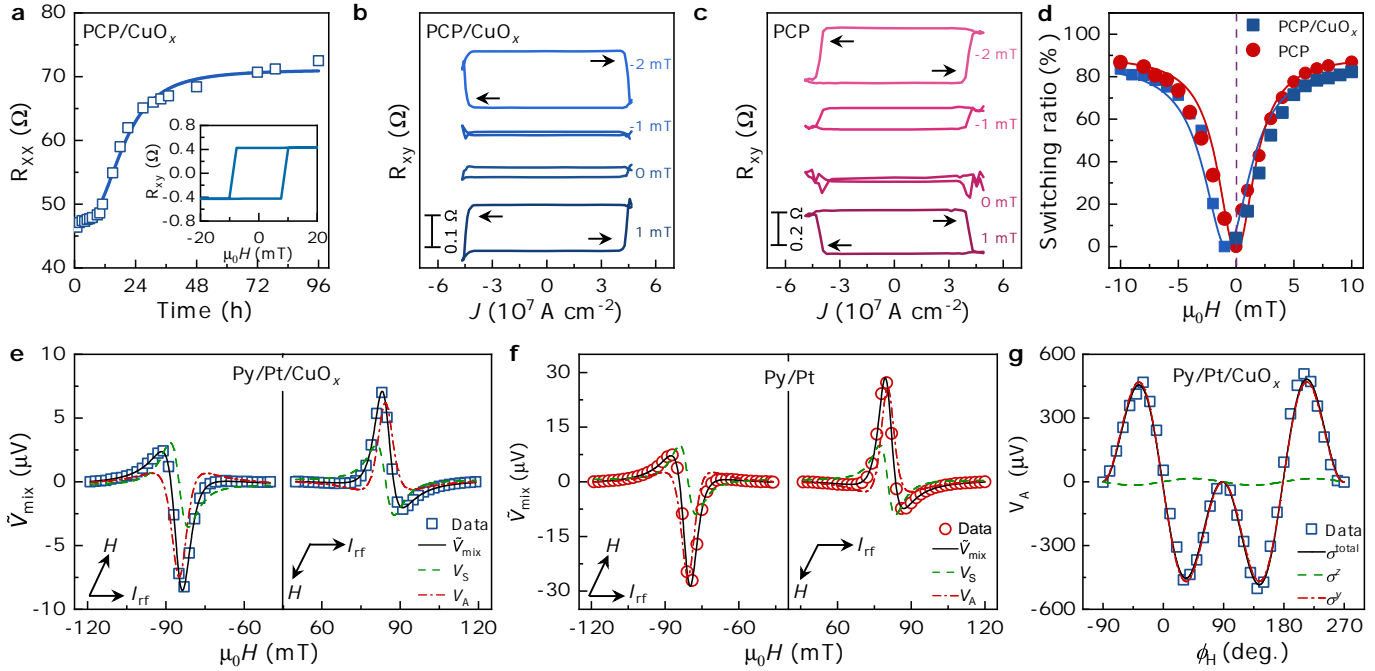 a
PCP/CuOx
Rxx (Ω)
90
80
70
60
50
40
0 24 48 72 96
Time (h)
Rxy (Ω)
0.8
0.4
0.0
-0.4
-0.8
-20 0 20
μ0H (mT)
b
PCP/CuOx
Rxy (Ω)
-2 mT
-1 mT
0 mT
1 mT
0.1 Ω
-6 -3 0 3 6
J (10^7 A cm^-2)
c
PCP
Rxy (Ω)
-2 mT
-1 mT
0 mT
1 mT
0.2 Ω
-6 -3 0 3 6
J (10^7 A cm^-2)
d
PCP/CuOx
PCP
Switching ratio (%)
100
80
60
40
20
0
-10 -5 0 5 10
μ0H (mT)
e
Py/Pt/CuOx
Ṽmix (μV)
10
5
0
-5
-10
H
Irf
Irf
H
Data
Ṽmix
VS
VA
-120 -90 -60 60 90 120
μ0H (mT)
f
Py/Pt
Ṽmix (μV)
30
15
0
-15
-30
H
Irf
Irf
H
Data
Ṽmix
VS
VA
-120 -90 -60 60 90 120
μ0H (mT)
g
Py/Pt/CuOx
VA (μV)
600
300
0
-300
-600
Data
σ^total
σ^z
σ^y
-90 0 90 180 270
ϕH (deg.)